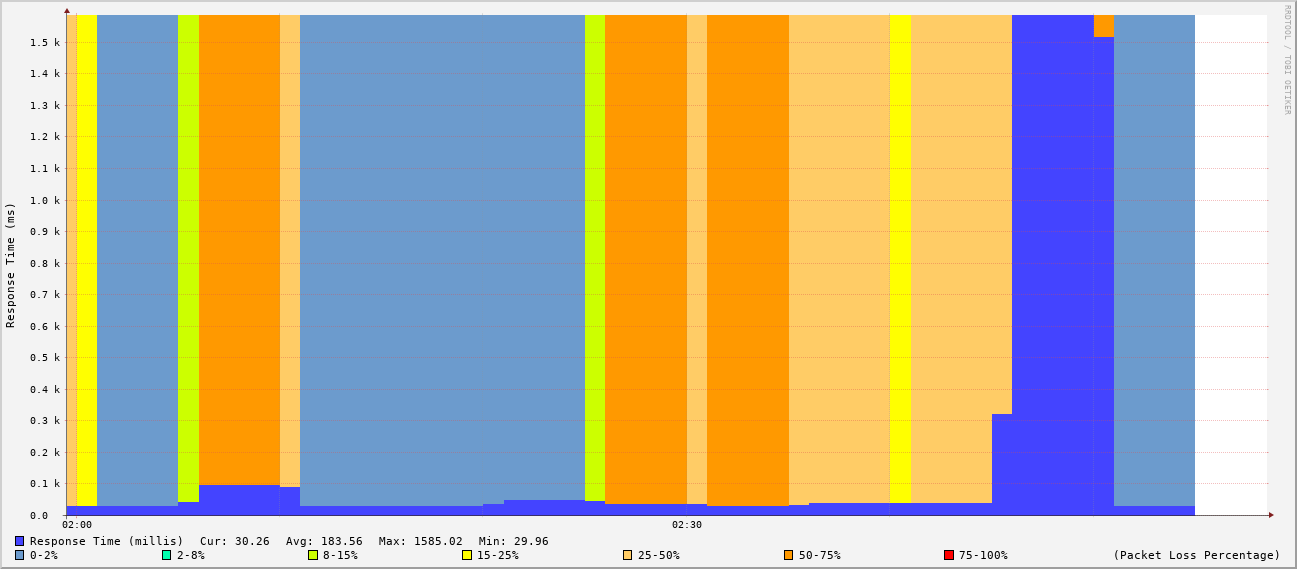 RRDTOOL / TOBI OETIKER
Response Time (ms)
1.5 k
1.4 k
1.3 k
1.2 k
1.1 k
1.0 k
0.9 k
0.8 k
0.7 k
0.6 k
0.5 k
0.4 k
0.3 k
0.2 k
0.1 k
0.0
02:00 02:30
Response Time (millis) Cur: 30.26 Avg: 183.56 Max: 1585.02 Min: 29.96
0-2% 2-8% 8-15% 15-25% 25-50% 50-75% 75-100% (Packet Loss Percentage)